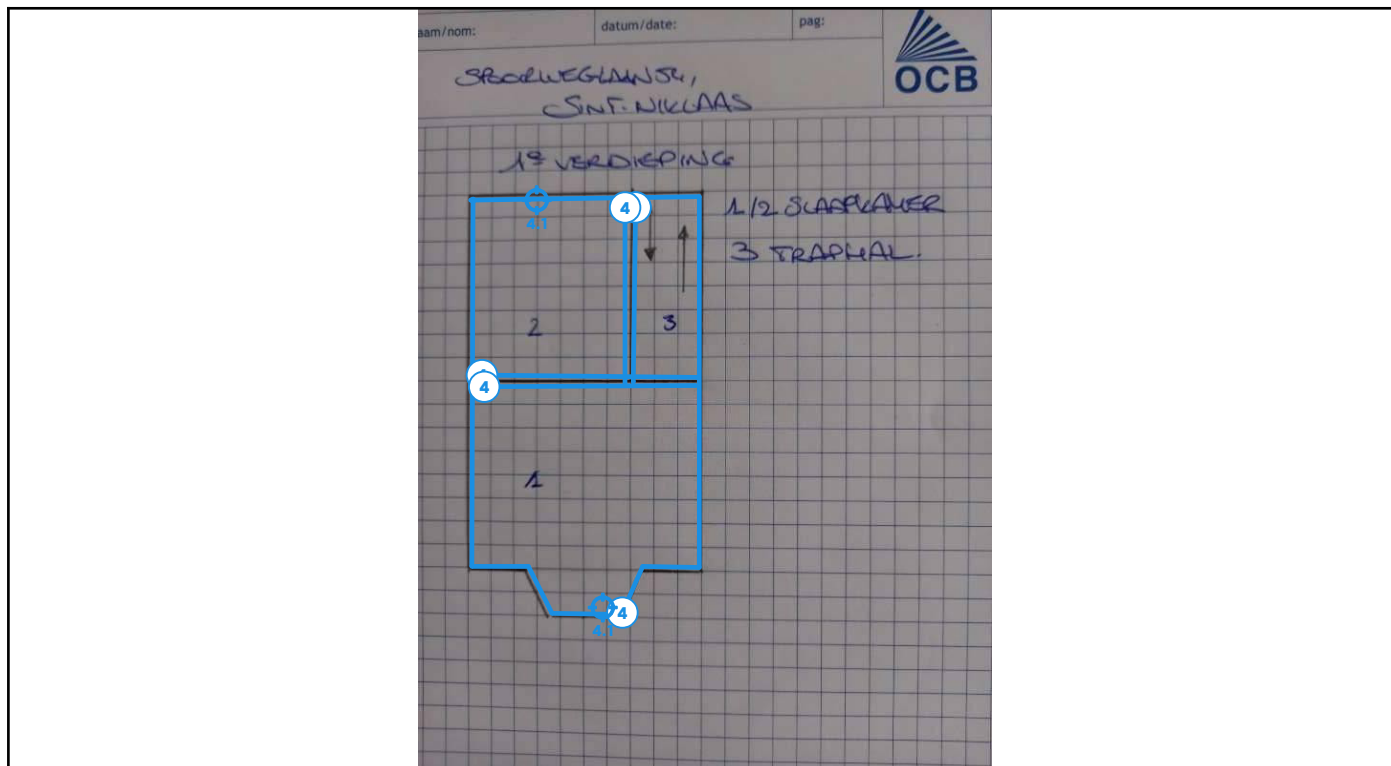 aam/nom:
datum/date:
pag:
OCB
SPOORWEGLAAN 54,
SINT-NIKLAAS
1e VERDIEPING
1/2 SLAAPKAMER
3 TRAPHAL.
4
4.1
2
3
4
1
4
4.1